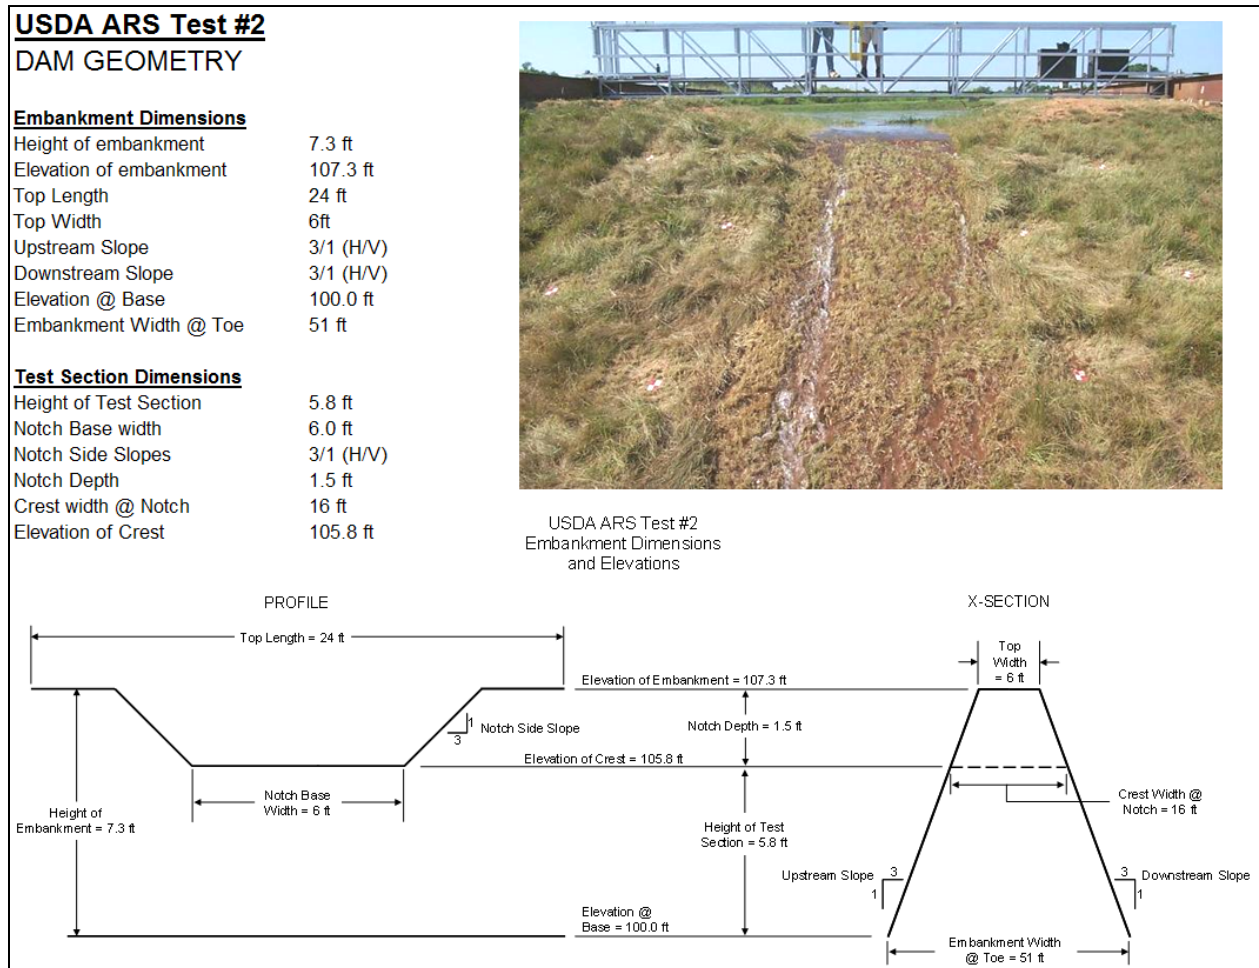 USDA ARS Test #2
DAM GEOMETRY
Embankment Dimensions
Height of embankment 7.3 ft
Elevation of embankment 107.3 ft
Top Length 24 ft
Top Width 6ft
Upstream Slope 3/1 (H/V)
Downstream Slope 3/1 (H/V)
Elevation @ Base 100.0 ft
Embankment Width @ Toe 51 ft
Test Section Dimensions
Height of Test Section 5.8 ft
Notch Base width 6.0 ft
Notch Side Slopes 3/1 (H/V)
Notch Depth 1.5 ft
Crest width @ Notch 16 ft
Elevation of Crest 105.8 ft
USDA ARS Test #2
Embankment Dimensions
and Elevations
PROFILE
Top Length = 24 ft
Elevation of Embankment = 107.3 ft
1
3
Notch Side Slope
Notch Depth = 1.5 ft
Elevation of Crest = 105.8 ft
Notch Base
Width = 6 ft
Height of
Embankment = 7.3 ft
Height of Test
Section = 5.8 ft
Elevation @
Base = 100.0 ft
X-SECTION
Top
Width
= 6 ft
Crest Width @
Notch = 16 ft
Upstream Slope
3
1
3
1
Downstream Slope
Embankment Width
@ Toe = 51 ft